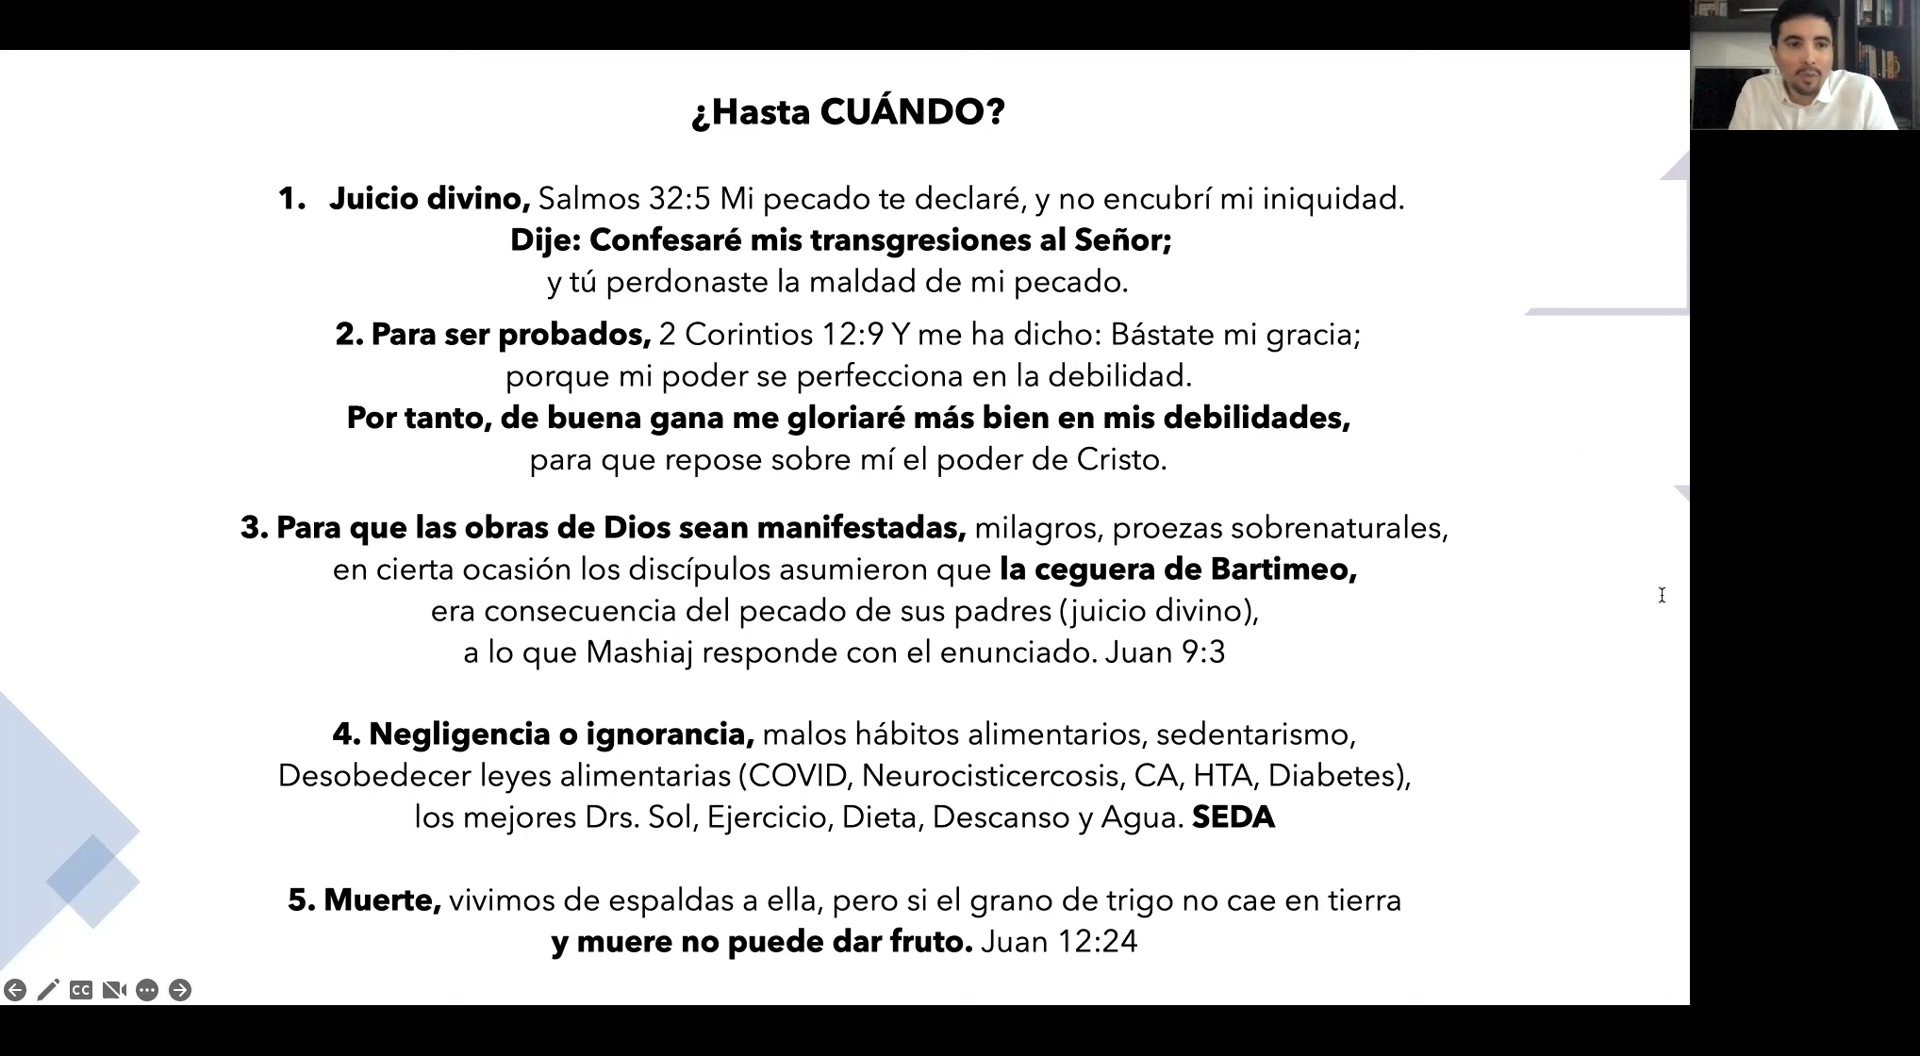 ¿Hasta CUÁNDO?
1. Juicio divino, Salmos 32:5 Mi pecado te declaré, y no encubrí mi iniquidad.
Dije: Confesaré mis transgresiones al Señor;
y tú perdonaste la maldad de mi pecado.
2. Para ser probados, 2 Corintios 12:9 Y me ha dicho: Bástate mi gracia;
porque mi poder se perfecciona en la debilidad.
Por tanto, de buena gana me gloriaré más bien en mis debilidades,
para que repose sobre mí el poder de Cristo.
3. Para que las obras de Dios sean manifestadas, milagros, proezas sobrenaturales,
en cierta ocasión los discípulos asumieron que la ceguera de Bartimeo,
era consecuencia del pecado de sus padres (juicio divino),
a lo que Mashiaj responde con el enunciado. Juan 9:3
4. Negligencia o ignorancia, malos hábitos alimentarios, sedentarismo,
Desobedecer leyes alimentarias (COVID, Neurocisticercosis, CA, HTA, Diabetes),
los mejores Drs. Sol, Ejercicio, Dieta, Descanso y Agua. SEDA
5. Muerte, vivimos de espaldas a ella, pero si el grano de trigo no cae en tierra
y muere no puede dar fruto. Juan 12:24
CC